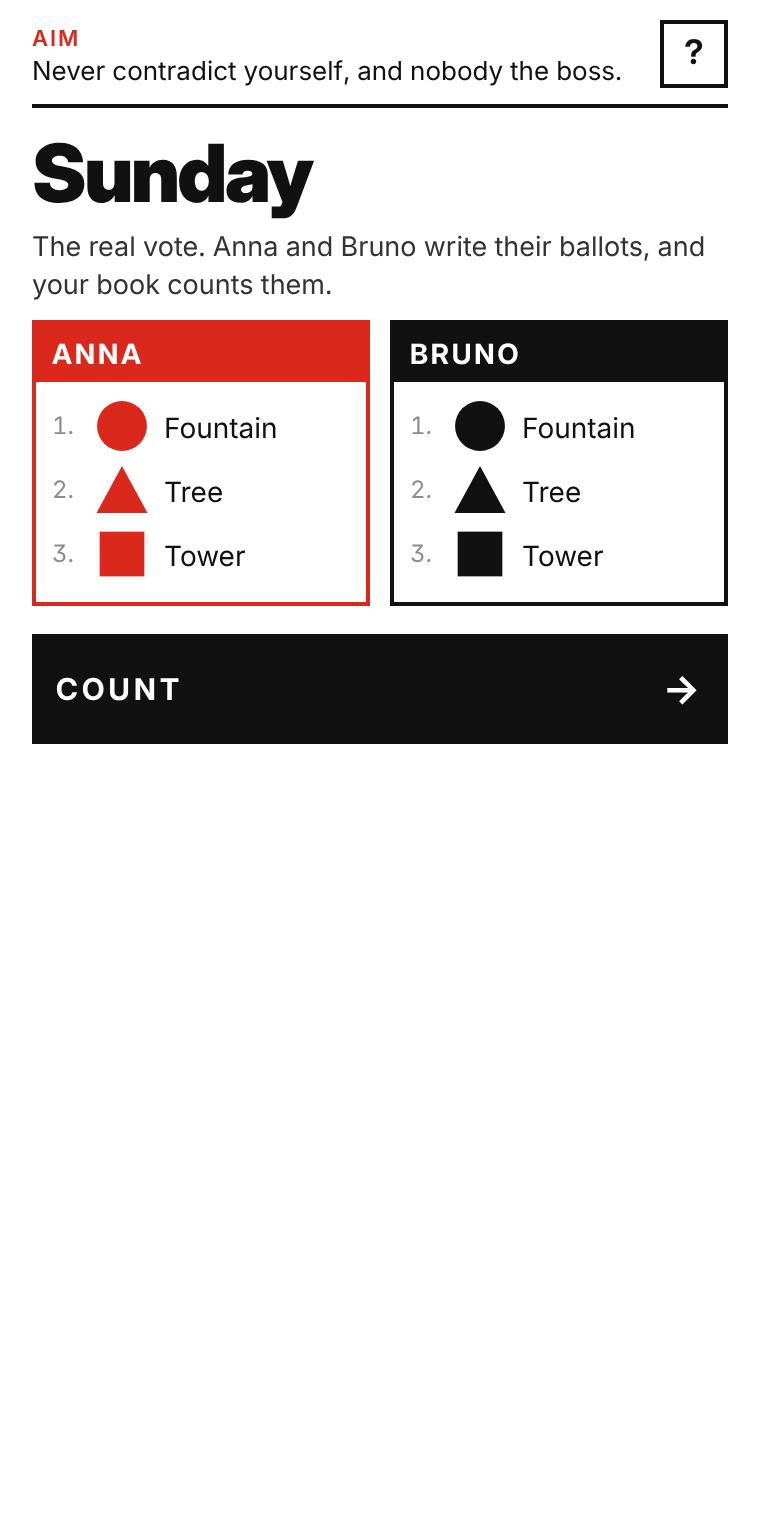 AIM
Never contradict yourself, and nobody the boss.
?
Sunday
The real vote. Anna and Bruno write their ballots, and
your book counts them.
ANNA
1. Fountain
2. Tree
3. Tower
BRUNO
1. Fountain
2. Tree
3. Tower
COUNT →